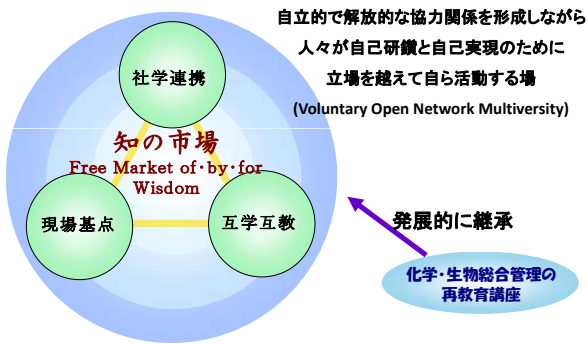 自立的で解放的な協力関係を形成しながら
人々が自己研鑽と自己実現のために
立場を越えて自ら活動する場
(Voluntary Open Network Multiversity)
社学連携
知の市場
Free Market of・by・for
Wisdom
現場基点
互学互教
発展的に継承
化学・生物総合管理の
再教育講座